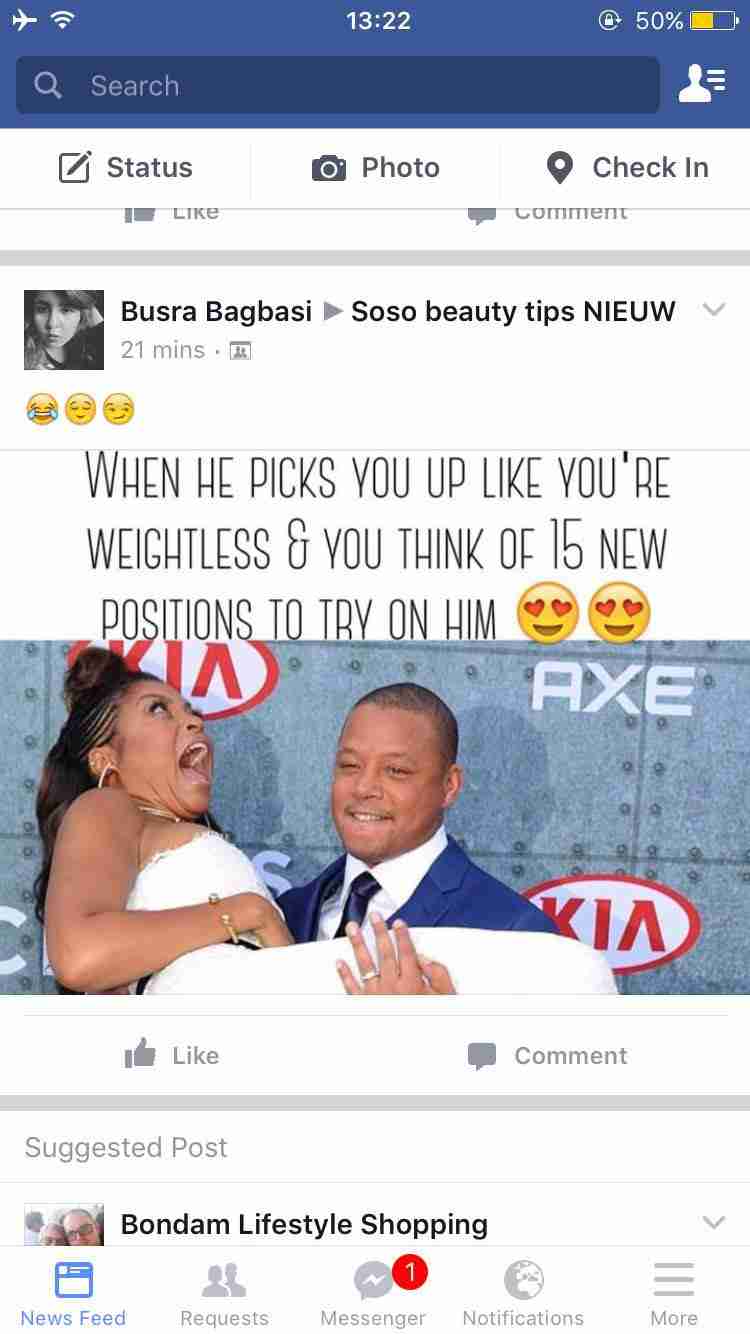 13:22
50%
Search
Status
Photo
Check In
Like
Comment
Busra Bagbasi ▶ Soso beauty tips NIEUW
21 mins ·
😂😌😏
WHEN HE PICKS YOU UP LIKE YOU'RE
WEIGHTLESS & YOU THINK OF 15 NEW
POSITIONS TO TRY ON HIM 😍😍
KIA
AXE
S
C
KIA
Like
Comment
Suggested Post
Bondam Lifestyle Shopping
1
News Feed
Requests
Messenger
Notifications
More